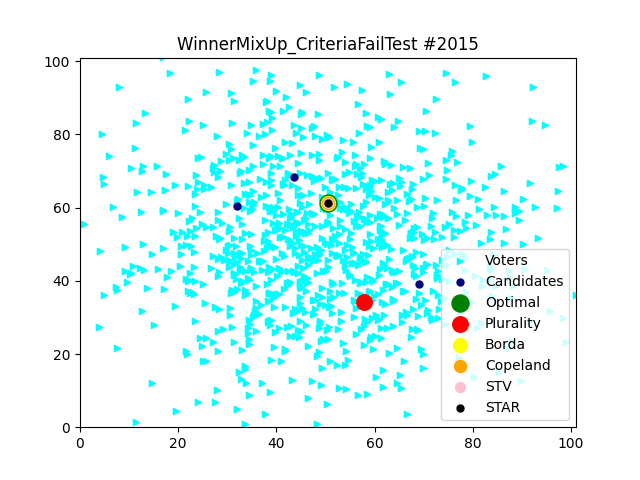 WinnerMixUp_CriteriaFailTest #2015
100
80
60
40
20
0
0
20
40
60
80
100
Voters
Candidates
Optimal
Plurality
Borda
Copeland
STV
STAR